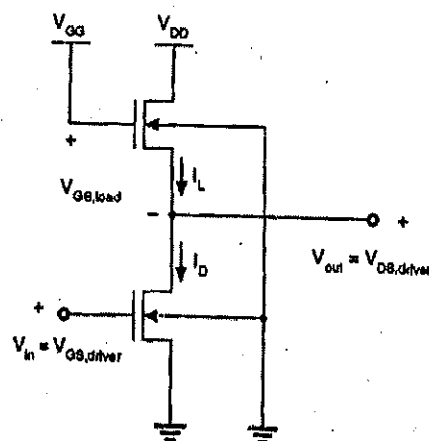 V_GG
V_DD
+
V_GS,load
I_L
-
+
I_D
V_out = V_DS,driver
+
V_in = V_GS,driver